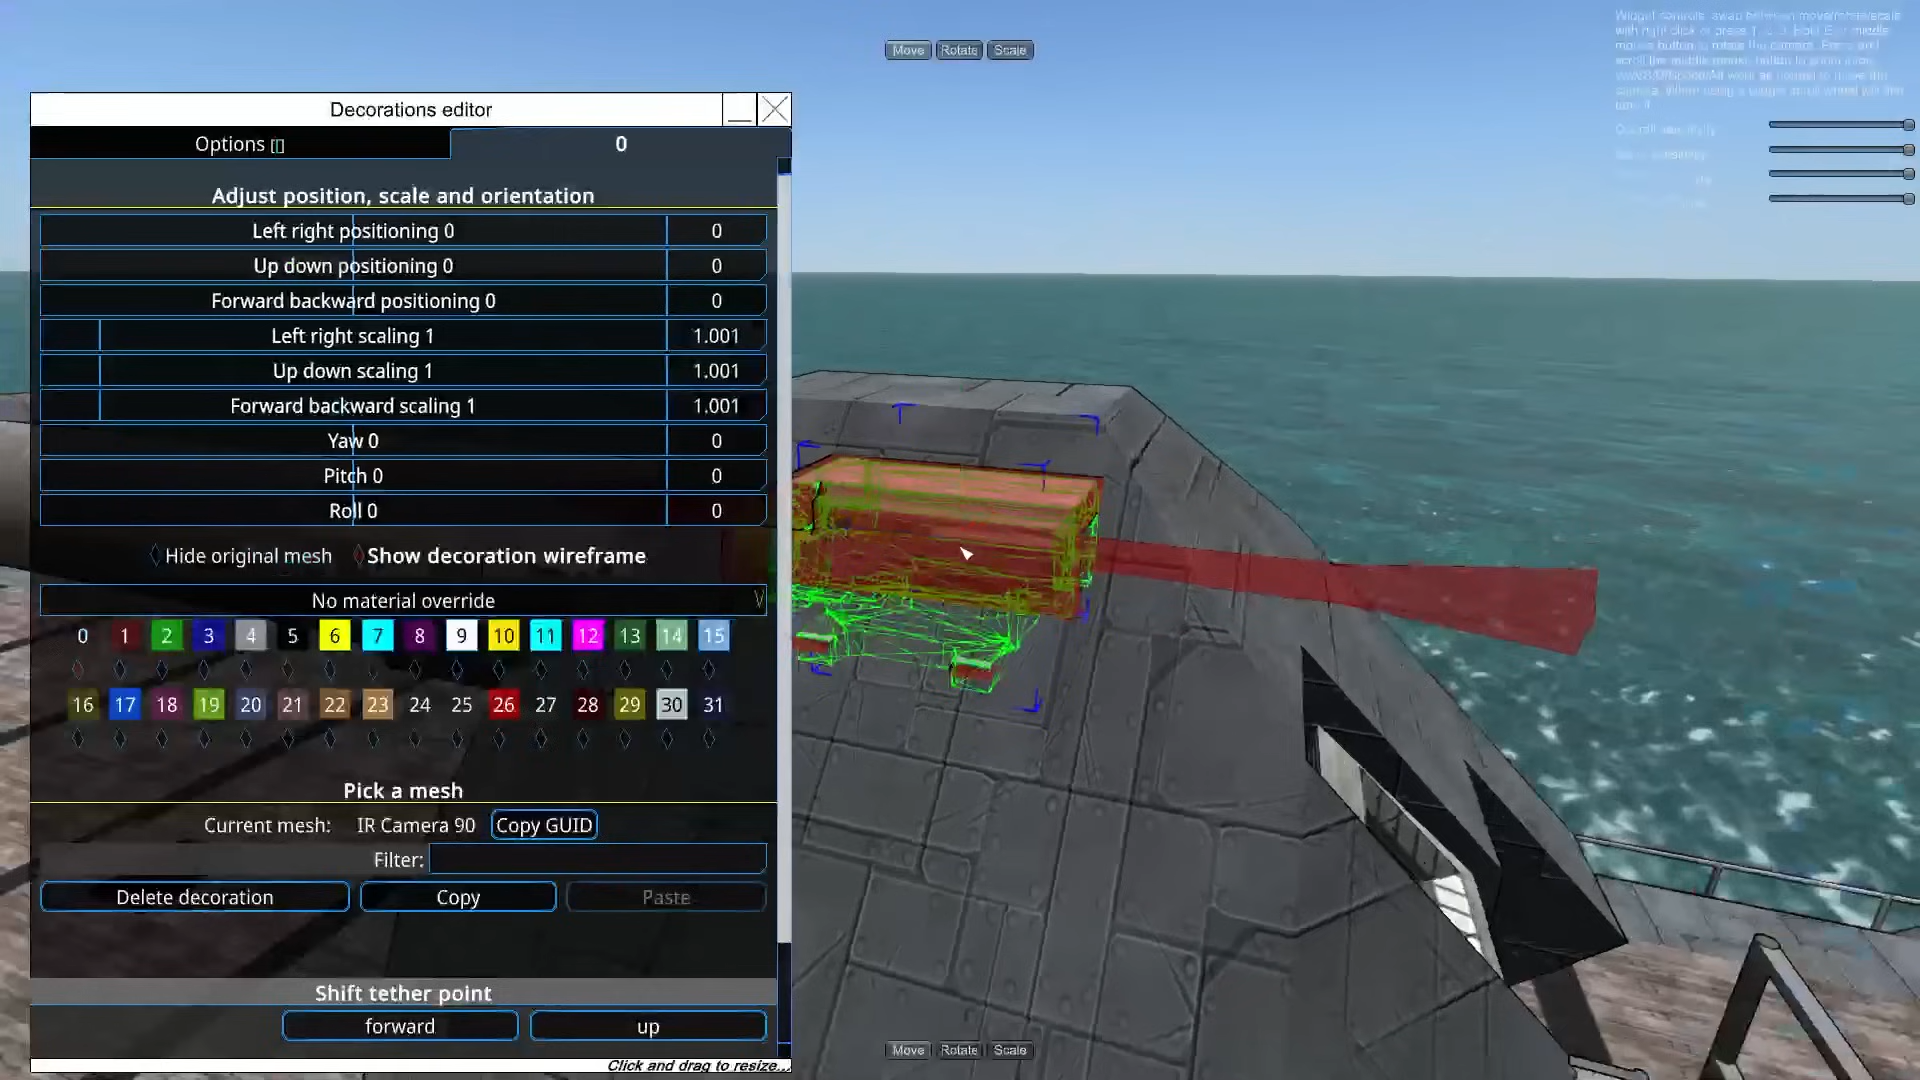 Move Rotate Scale
Decorations editor
Options []
0
Adjust position, scale and orientation
Left right positioning 0 0
Up down positioning 0 0
Forward backward positioning 0 0
Left right scaling 1 1.001
Up down scaling 1 1.001
Forward backward scaling 1 1.001
Yaw 0 0
Pitch 0 0
Roll 0 0
Hide original mesh Show decoration wireframe
No material override
0 1 2 3 4 5 6 7 8 9 10 11 12 13 14 15
16 17 18 19 20 21 22 23 24 25 26 27 28 29 30 31
Pick a mesh
Current mesh: IR Camera 90 Copy GUID
Filter:
Delete decoration Copy Paste
Shift tether point
forward up
Click and drag to resize...
Move Rotate Scale